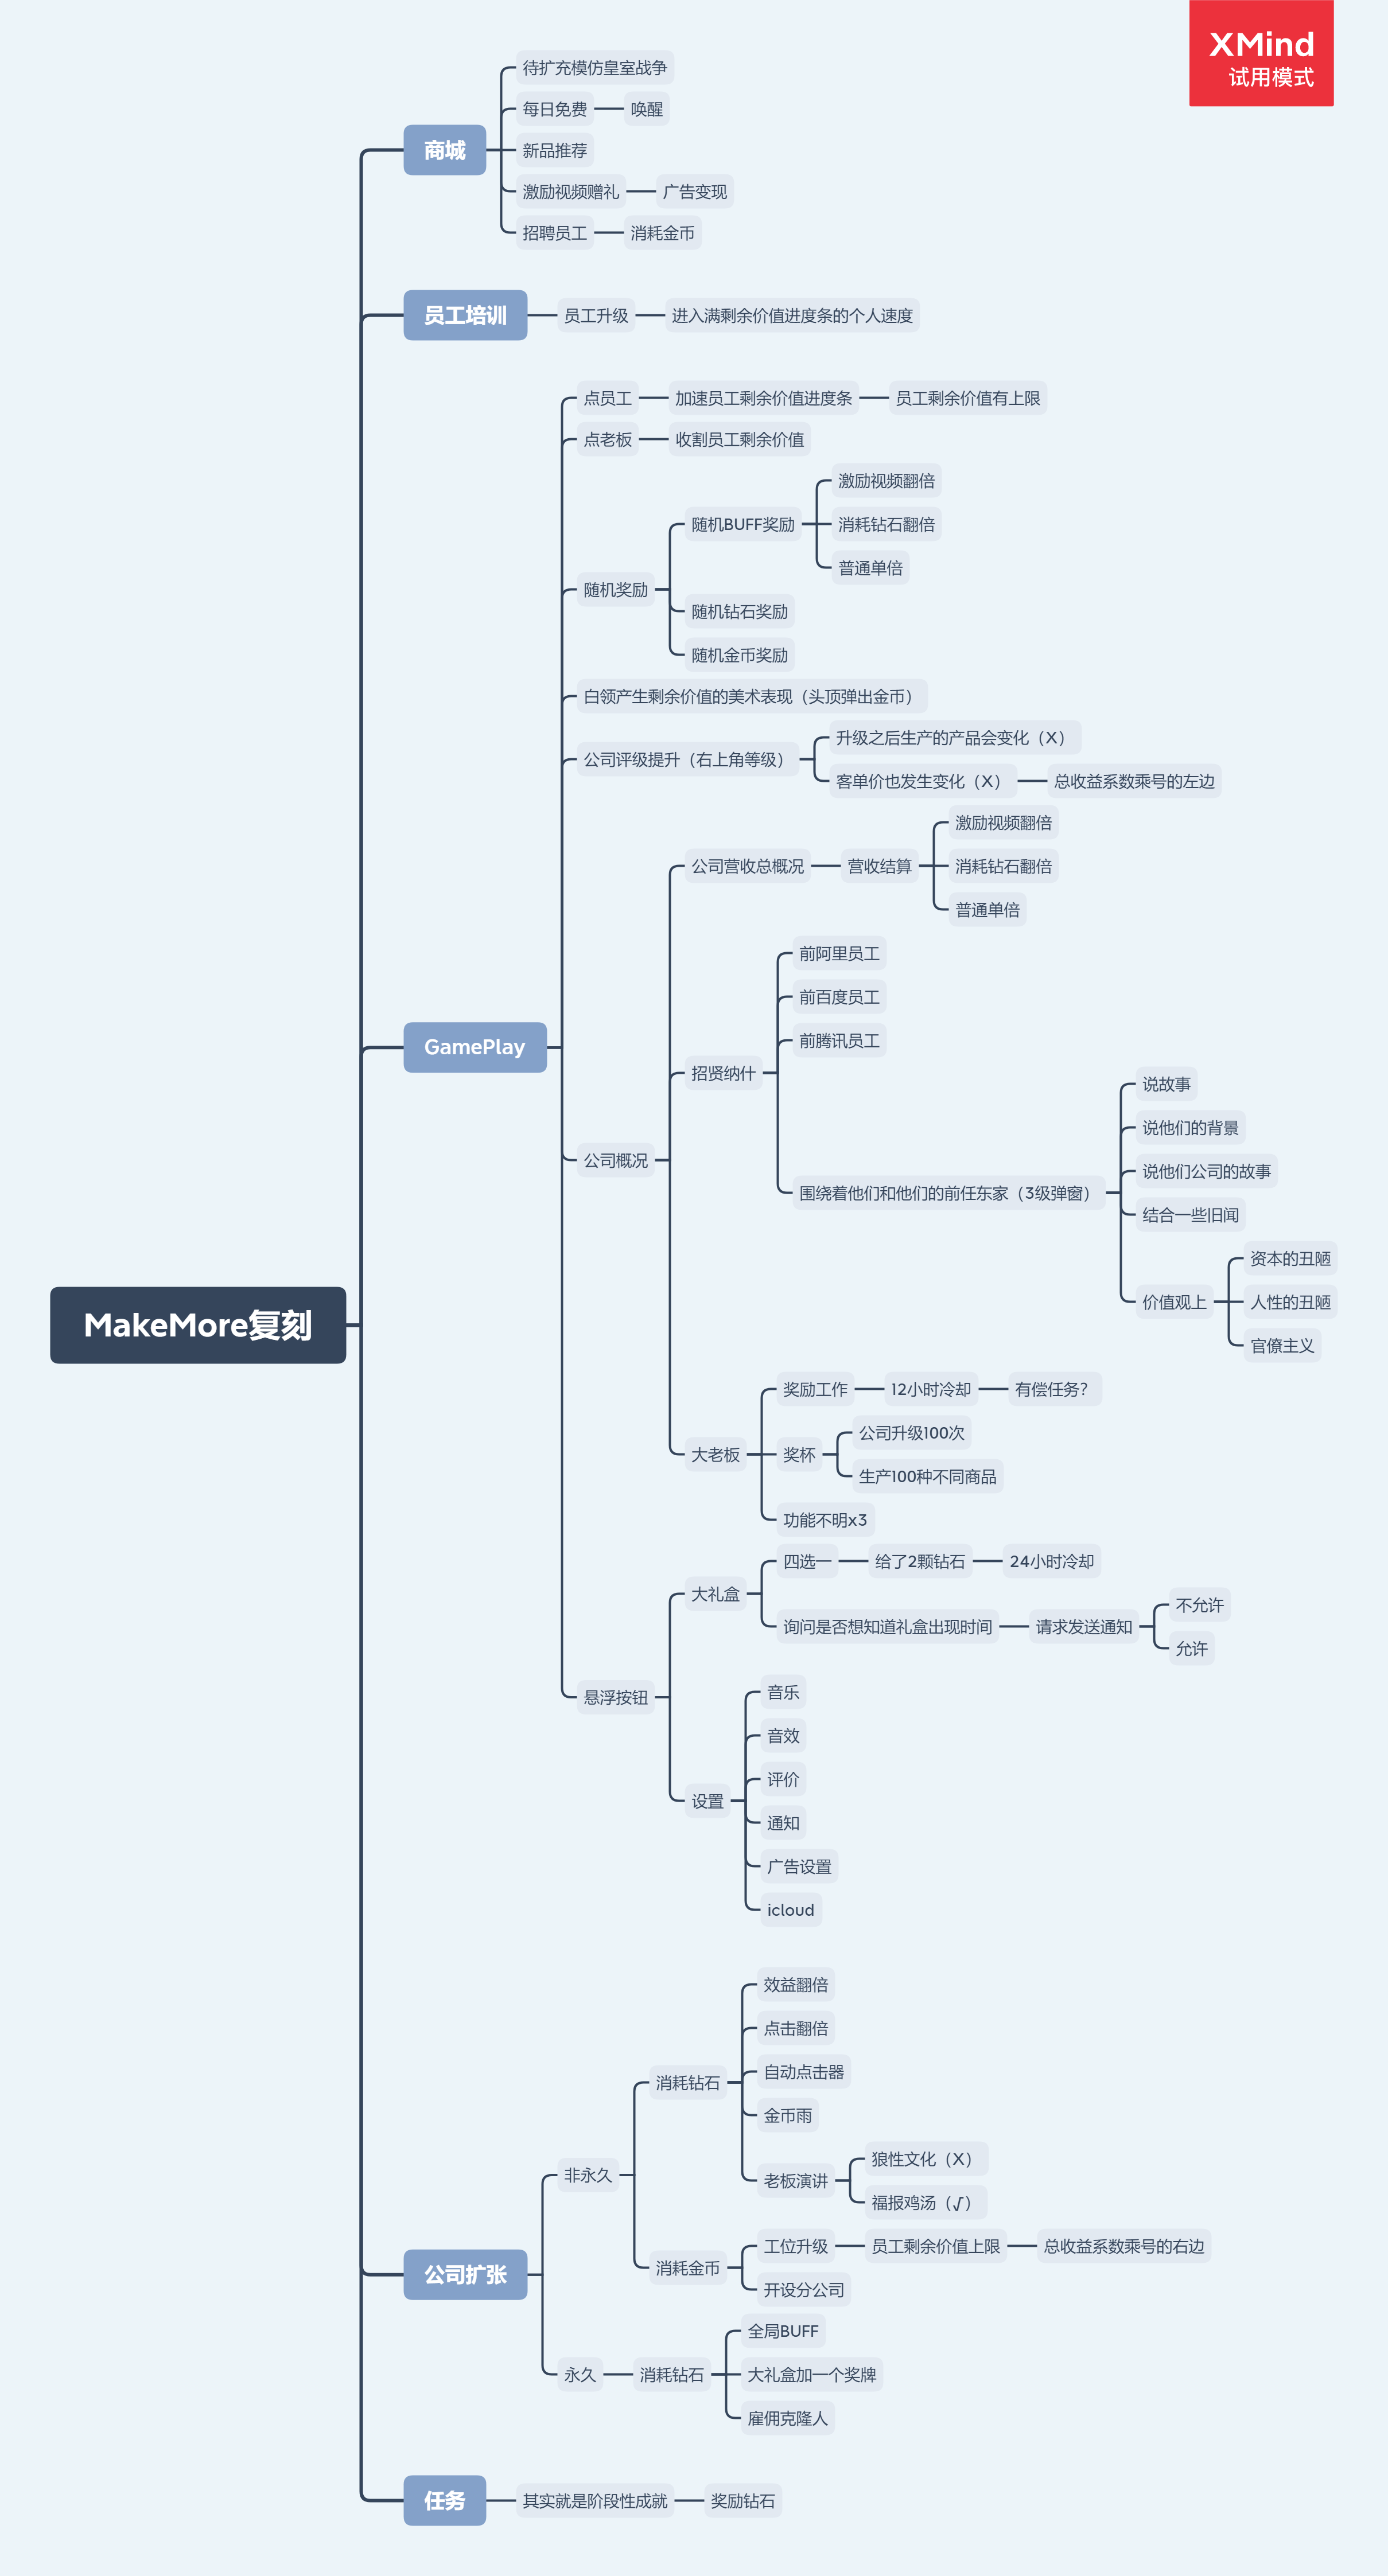 XMind
试用模式
MakeMore复刻
商城
待扩充模仿皇室战争
每日免费
唤醒
新品推荐
激励视频赠礼
广告变现
招聘员工
消耗金币
员工培训
员工升级
进入满剩余价值进度条的个人速度
GamePlay
点员工
加速员工剩余价值进度条
员工剩余价值有上限
点老板
收割员工剩余价值
随机奖励
随机BUFF奖励
激励视频翻倍
消耗钻石翻倍
普通单倍
随机钻石奖励
随机金币奖励
白领产生剩余价值的美术表现（头顶弹出金币）
公司评级提升（右上角等级）
升级之后生产的产品会变化（X）
客单价也发生变化（X）
总收益系数乘号的左边
公司概况
公司营收总概况
营收结算
激励视频翻倍
消耗钻石翻倍
普通单倍
招贤纳什
前阿里员工
前百度员工
前腾讯员工
围绕着他们和他们的前任东家（3级弹窗）
说故事
说他们的背景
说他们公司的故事
结合一些旧闻
价值观上
资本的丑陋
人性的丑陋
官僚主义
大老板
奖励工作
12小时冷却
有偿任务?
奖杯
公司升级100次
生产100种不同商品
功能不明x3
悬浮按钮
大礼盒
四选一
给了2颗钻石
24小时冷却
询问是否想知道礼盒出现时间
请求发送通知
不允许
允许
设置
音乐
音效
评价
通知
广告设置
icloud
公司扩张
非永久
消耗钻石
效益翻倍
点击翻倍
自动点击器
金币雨
老板演讲
狼性文化（X）
福报鸡汤（√）
消耗金币
工位升级
员工剩余价值上限
总收益系数乘号的右边
开设分公司
永久
消耗钻石
全局BUFF
大礼盒加一个奖牌
雇佣克隆人
任务
其实就是阶段性成就
奖励钻石